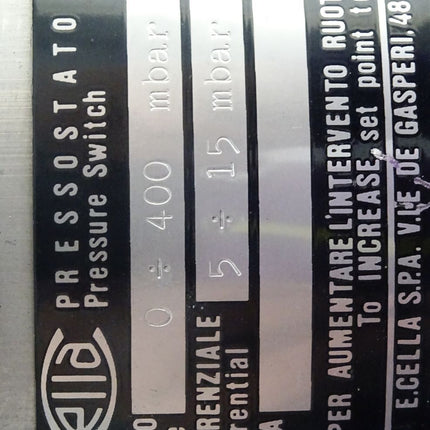 ella PRESSOSTATO
Pressure Switch
0 ÷ 400 mbar
RENZIALE 5 ÷ 15 mbar
rential
A
PER AUMENTARE L'INTERVENTO RUOT
To INCREASE set point t
E.CELLA S.P.A. V.LE DE GASPERI,48